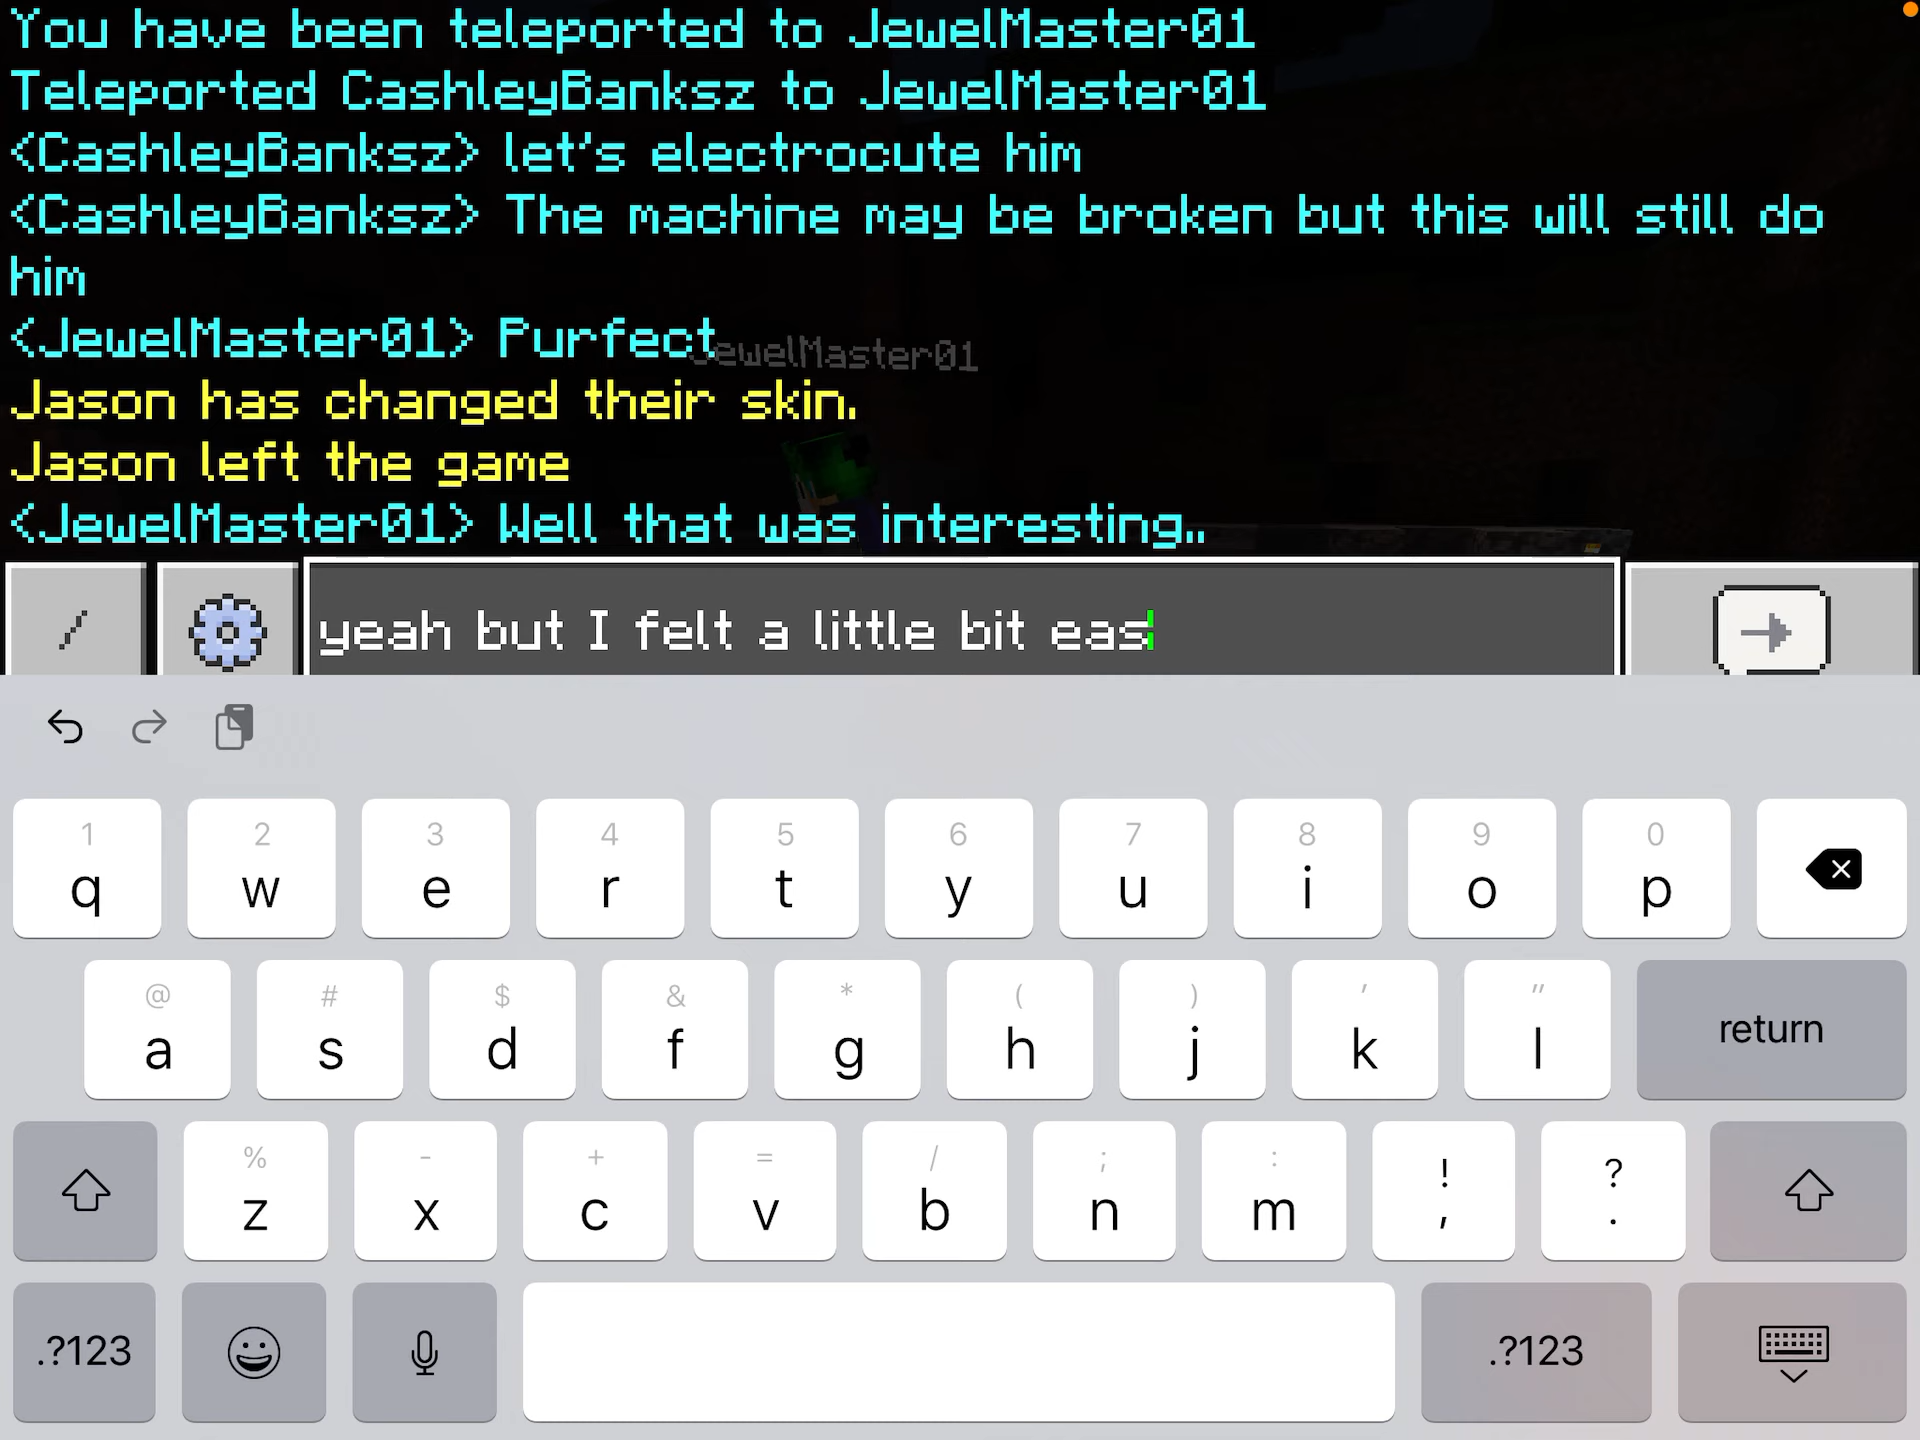 You have been teleported to JewelMaster01
Teleported CashleyBanksz to JewelMaster01
<CashleyBanksz> let's electrocute him
<CashleyBanksz> The machine may be broken but this will still do
him
<JewelMaster01> Purfect
JewelMaster01
Jason has changed their skin.
Jason left the game
<JewelMaster01> Well that was interesting..
/ yeah but I felt a little bit eas
1 2 3 4 5 6 7 8 9 0
q w e r t y u i o p
@ # $ & * ( ) ' "
a s d f g h j k l return
% - + = / ; : ! ?
z x c v b n m , .
.?123 .?123